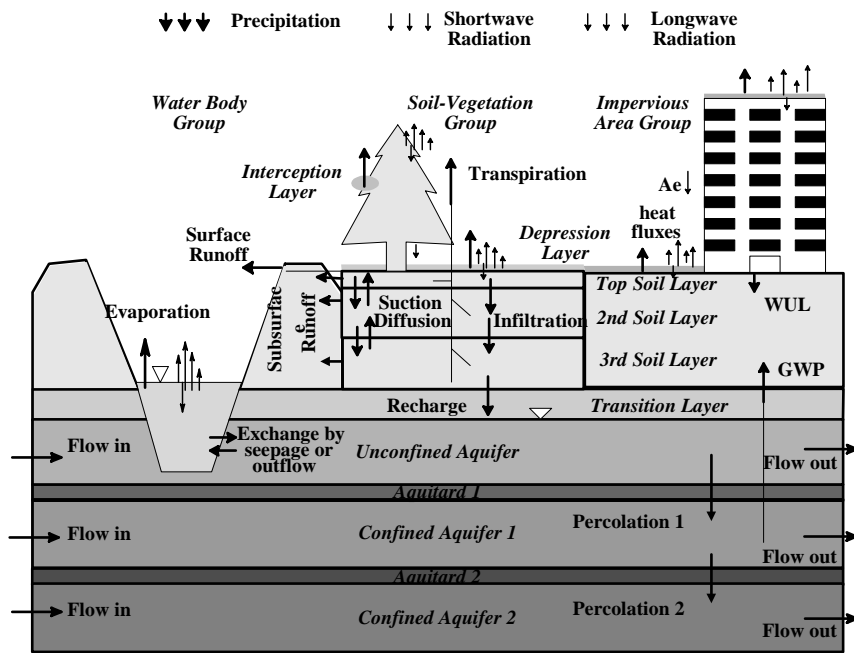 Precipitation
Shortwave
Radiation
Longwave
Radiation
Water Body
Group
Soil-Vegetation
Group
Impervious
Area Group
Interception
Layer
Transpiration
Ae
heat
fluxes
Depression
Layer
Surface
Runoff
Evaporation
Subsurfac
e Runoff
Suction
Diffusion
Infiltration
Top Soil Layer
2nd Soil Layer
3rd Soil Layer
WUL
GWP
Recharge
Transition Layer
Flow in
Exchange by
seepage or
outflow
Unconfined Aquifer
Flow out
Aquitard 1
Flow in
Confined Aquifer 1
Percolation 1
Flow out
Aquitard 2
Flow in
Confined Aquifer 2
Percolation 2
Flow out